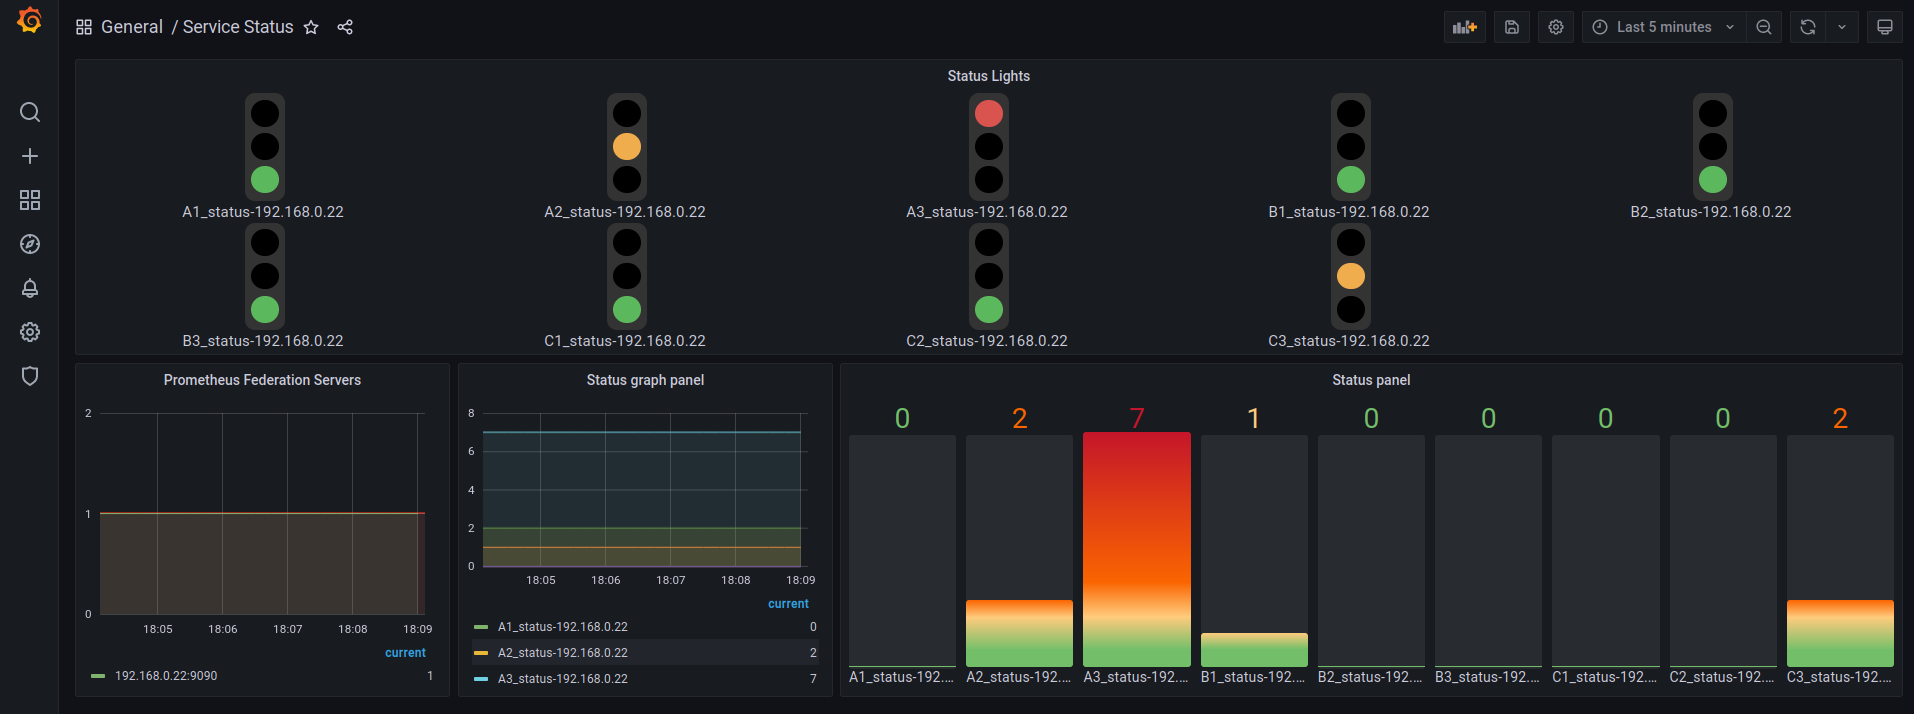 General / Service Status
Last 5 minutes
Status Lights
A1_status-192.168.0.22
A2_status-192.168.0.22
A3_status-192.168.0.22
B1_status-192.168.0.22
B2_status-192.168.0.22
B3_status-192.168.0.22
C1_status-192.168.0.22
C2_status-192.168.0.22
C3_status-192.168.0.22
Prometheus Federation Servers
2
1
0
18:05 18:06 18:07 18:08 18:09
current
192.168.0.22:9090 1
Status graph panel
8
6
4
2
0
18:05 18:06 18:07 18:08 18:09
current
A1_status-192.168.0.22 0
A2_status-192.168.0.22 2
A3_status-192.168.0.22 7
Status panel
0 2 7 1 0 0 0 0 2
A1_status-192.... A2_status-192.... A3_status-192.... B1_status-192.... B2_status-192.... B3_status-192.... C1_status-192.... C2_status-192.... C3_status-192....